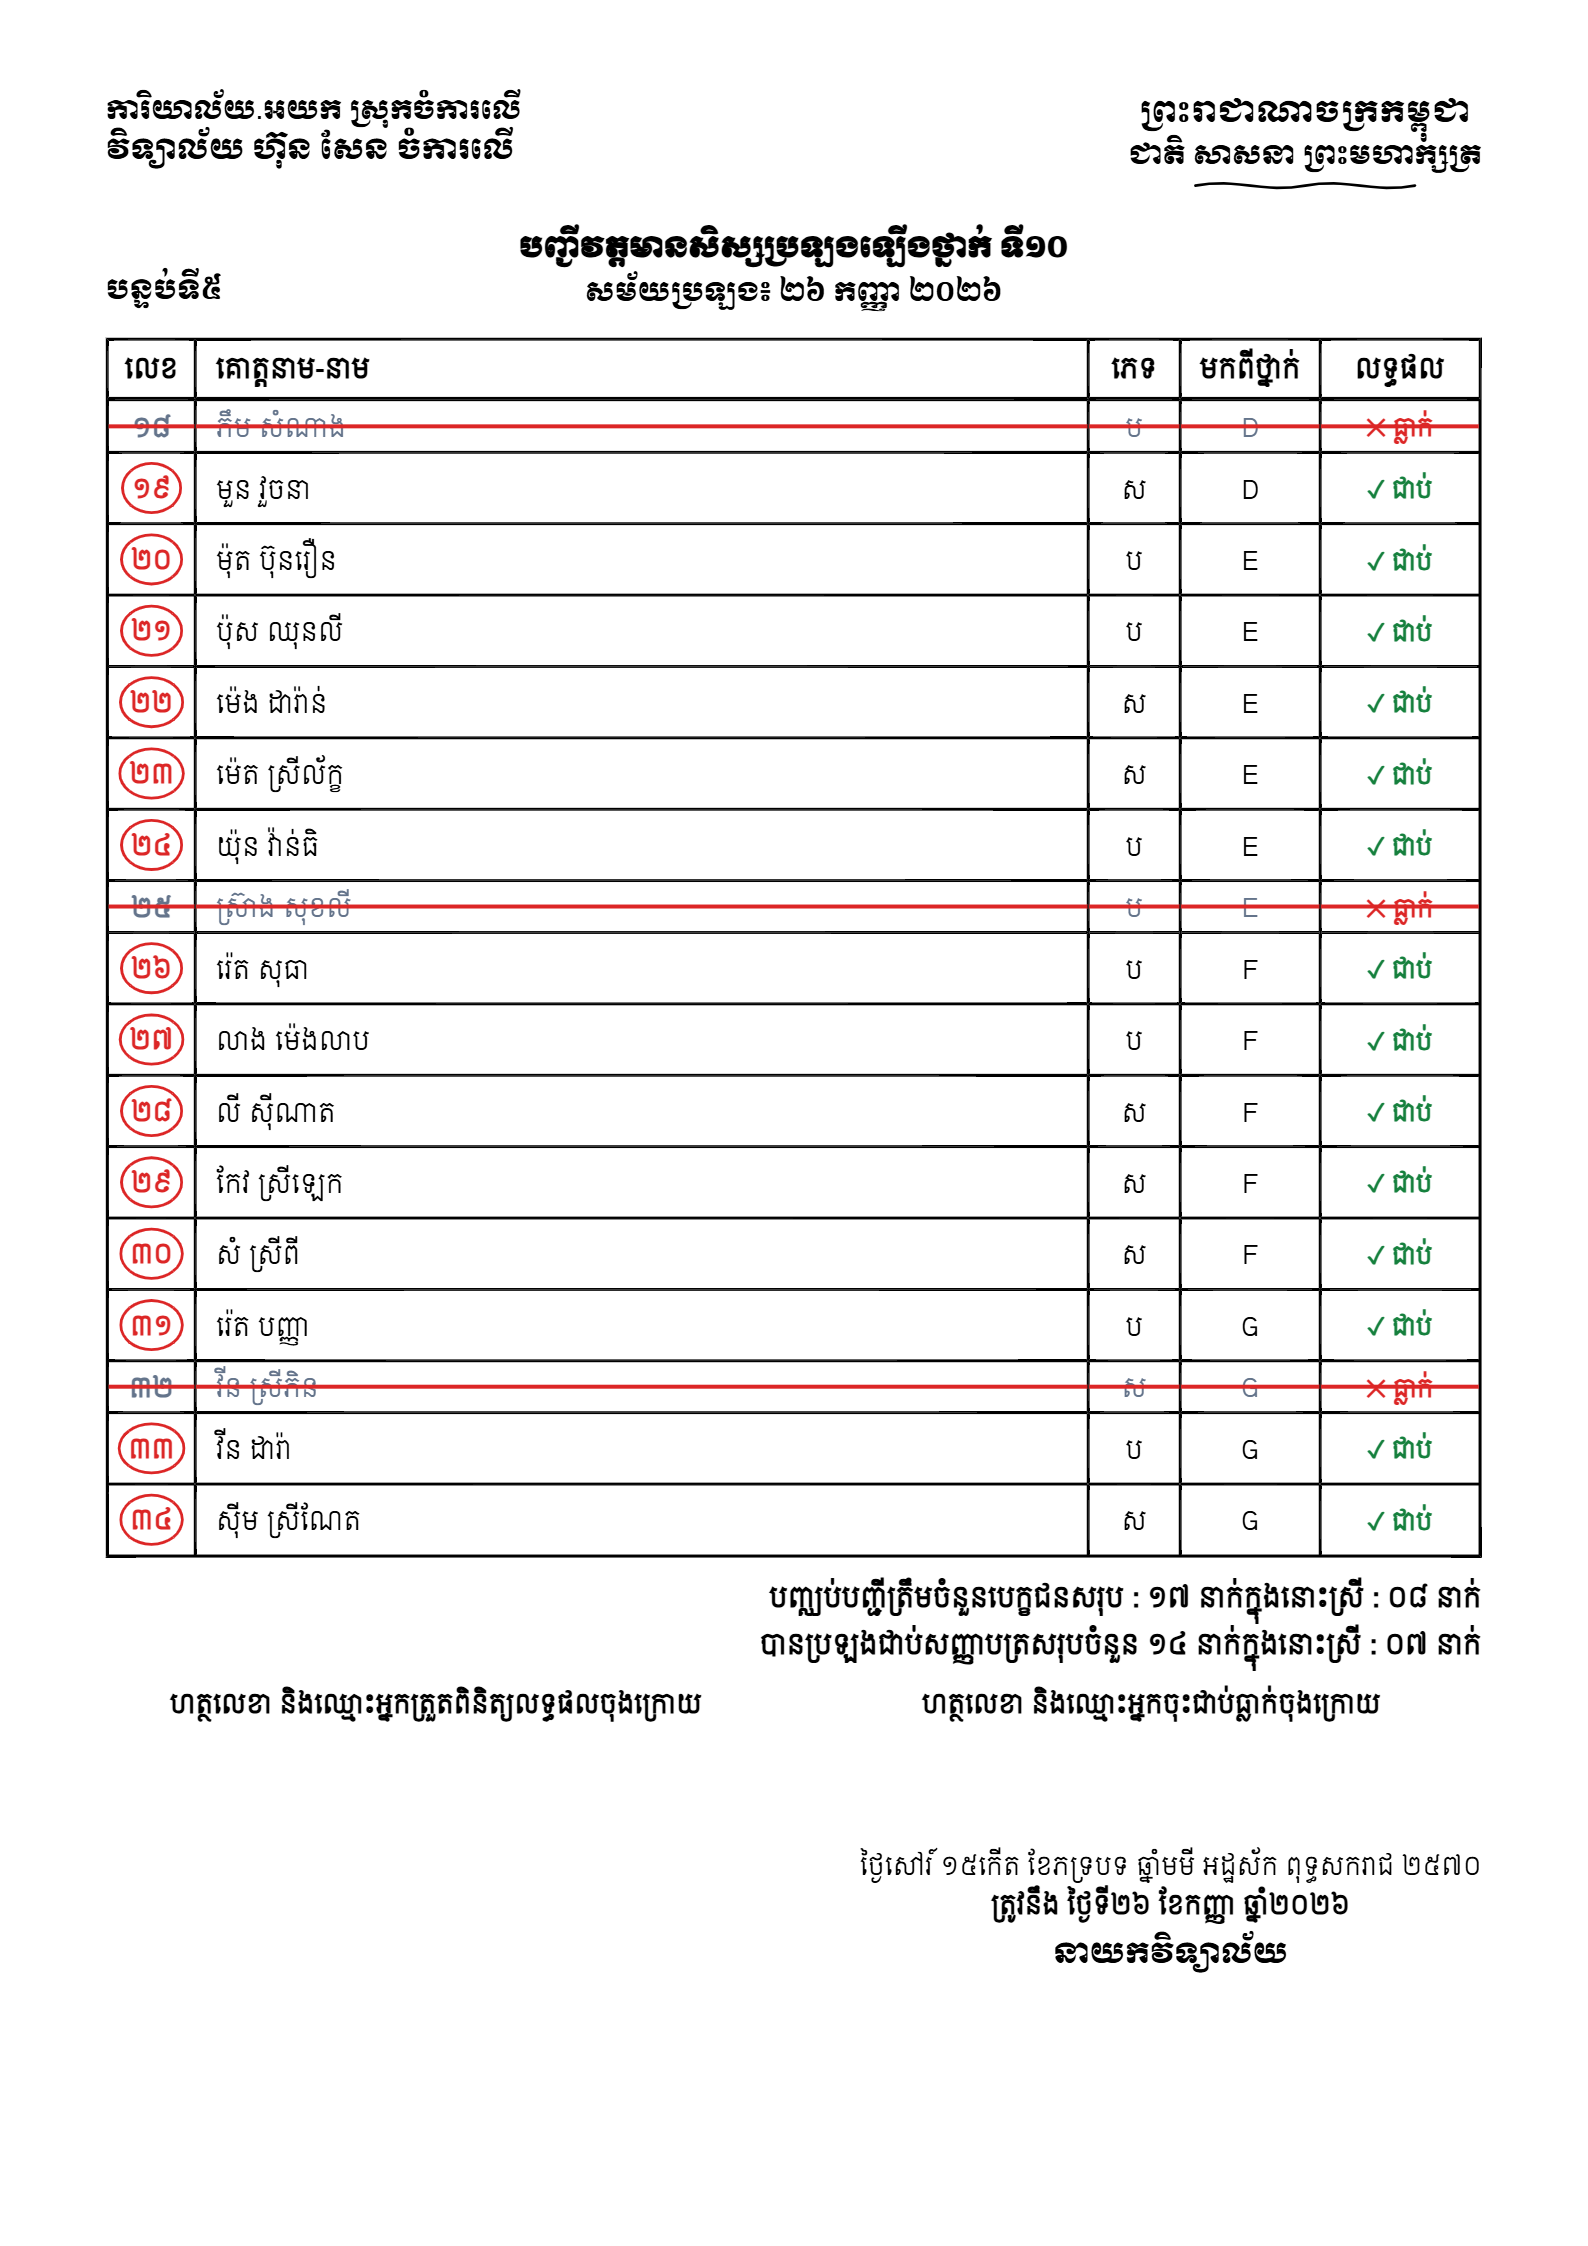 ការិយាល័យ.អយក ស្រុកចំការលើ
វិទ្យាល័យ ហ៊ុន សែន ចំការលើ
ព្រះរាជាណាចក្រកម្ពុជា
ជាតិ សាសនា ព្រះមហាក្សត្រ
បញ្ជីវត្តមានសិស្សប្រឡងឡើងថ្នាក់ ទី១០
បន្ទប់ទី៥
សម័យប្រឡង៖ ២៦ កញ្ញា ២០២៦
លេខ គោត្តនាម-នាម ភេទ មកពីថ្នាក់ លទ្ធផល
១៨ ភឹម សំណាង ប D ✕ ធ្លាក់
១៩ មួន វួចនា ស D ✓ ជាប់
២០ ម៉ុត ប៊ុនរឿន ប E ✓ ជាប់
២១ ប៉ុស ឈុនលី ប E ✓ ជាប់
២២ ម៉េង ដារ៉ាន់ ស E ✓ ជាប់
២៣ ម៉េត ស្រីល័ក្ខ ស E ✓ ជាប់
២៤ យ៉ុន វ៉ាន់ធិ ប E ✓ ជាប់
២៥ ស្រ៊ាង សុខលី ប E ✕ ធ្លាក់
២៦ រ៉េត សុធា ប F ✓ ជាប់
២៧ លាង ម៉េងលាប ប F ✓ ជាប់
២៨ លី ស៊ីណាត ស F ✓ ជាប់
២៩ កែវ ស្រីឡេក ស F ✓ ជាប់
៣០ សំ ស្រីពី ស F ✓ ជាប់
៣១ រ៉េត បញ្ញា ប G ✓ ជាប់
៣២ វីន ស្រីភិន ស G ✕ ធ្លាក់
៣៣ វីន ដារ៉ា ប G ✓ ជាប់
៣៤ ស៊ីម ស្រីណែត ស G ✓ ជាប់
បញ្ឈប់បញ្ជីត្រឹមចំនួនបេក្ខជនសរុប : ១៧ នាក់ក្នុងនោះស្រី : ០៨ នាក់
បានប្រឡងជាប់សញ្ញាបត្រសរុបចំនួន ១៤ នាក់ក្នុងនោះស្រី : ០៧ នាក់
ហត្ថលេខា និងឈ្មោះអ្នកត្រួតពិនិត្យលទ្ធផលចុងក្រោយ
ហត្ថលេខា និងឈ្មោះអ្នកចុះជាប់ធ្លាក់ចុងក្រោយ
ថ្ងៃសៅរ៍ ១៥កើត ខែភទ្របទ ឆ្នាំមមី អដ្ឋស័ក ពុទ្ធសករាជ ២៥៧០
ត្រូវនឹង ថ្ងៃទី២៦ ខែកញ្ញា ឆ្នាំ២០២៦
នាយកវិទ្យាល័យ